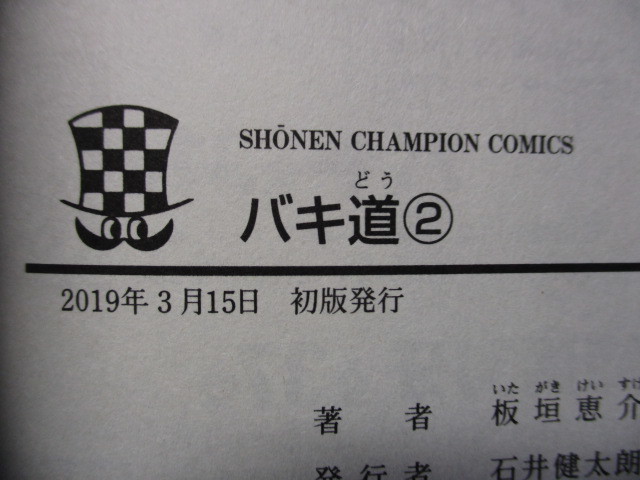 SHŌNEN CHAMPION COMICS
どう
バキ道②
2019年3月15日 初版発行
いた がき けい すけ
著者 板垣恵介
発行者 石井健太朗